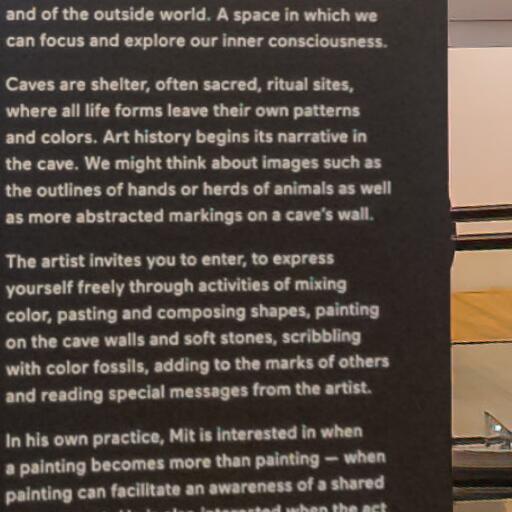 and of the outside world. A space in which we
can focus and explore our inner consciousness.
Caves are shelter, often sacred, ritual sites,
where all life forms leave their own patterns
and colors. Art history begins its narrative in
the cave. We might think about images such as
the outlines of hands or herds of animals as well
as more abstracted markings on a cave's wall.
The artist invites you to enter, to express
yourself freely through activities of mixing
color, pasting and composing shapes, painting
on the cave walls and soft stones, scribbling
with color fossils, adding to the marks of others
and reading special messages from the artist.
In his own practice, Mit is interested in when
a painting becomes more than painting — when
painting can facilitate an awareness of a shared
interested when the act